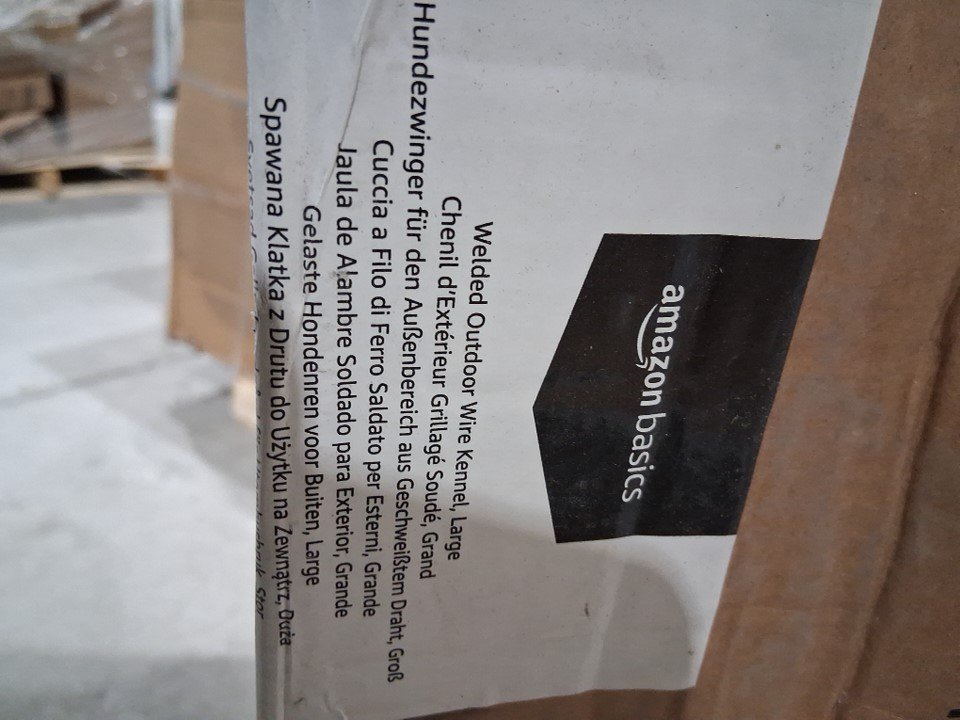 amazon basics
Welded Outdoor Wire Kennel, Large
Chenil d'Extérieur Grillagé Soudé, Grand
Hundezwinger für den Außenbereich aus Geschweißtem Draht, Groß
Cuccia a Filo di Ferro Saldato per Esterni, Grande
Jaula de Alambre Soldado para Exterior, Grande
Gelaste Hondenren voor Buiten, Large
Spawana Klatka z Drutu do Użytku na Zewnątrz, Duża